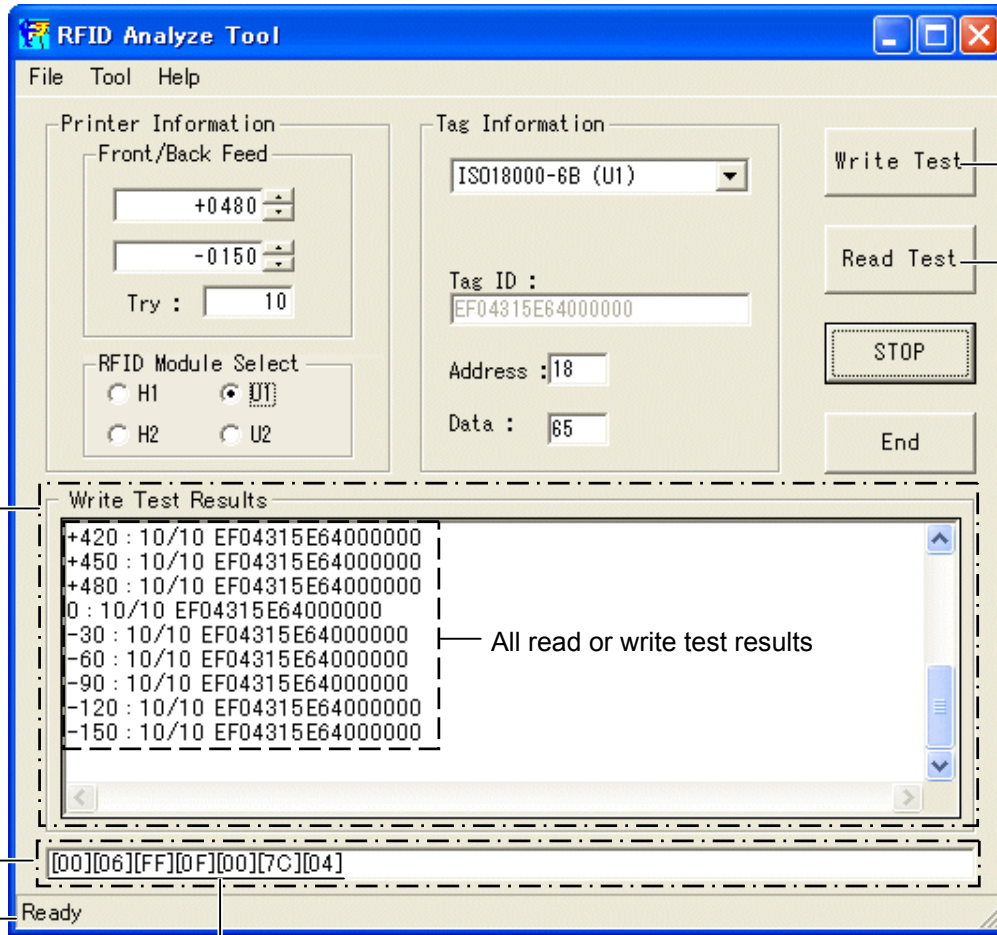 RFID Analyze Tool
File Tool Help
Printer Information
Front/Back Feed
+0480
-0150
Try : 10
RFID Module Select
H1 U1
H2 U2
Tag Information
ISO18000-6B (U1)
Tag ID :
EF04315E64000000
Address : 18
Data : 65
Write Test
Read Test
STOP
End
Write Test Results
+420 : 10/10 EF04315E64000000
+450 : 10/10 EF04315E64000000
+480 : 10/10 EF04315E64000000
0 : 10/10 EF04315E64000000
-30 : 10/10 EF04315E64000000
-60 : 10/10 EF04315E64000000
-90 : 10/10 EF04315E64000000
-120 : 10/10 EF04315E64000000
-150 : 10/10 EF04315E64000000
All read or write test results
[00][06][FF][0F][00][7C][04]
Ready